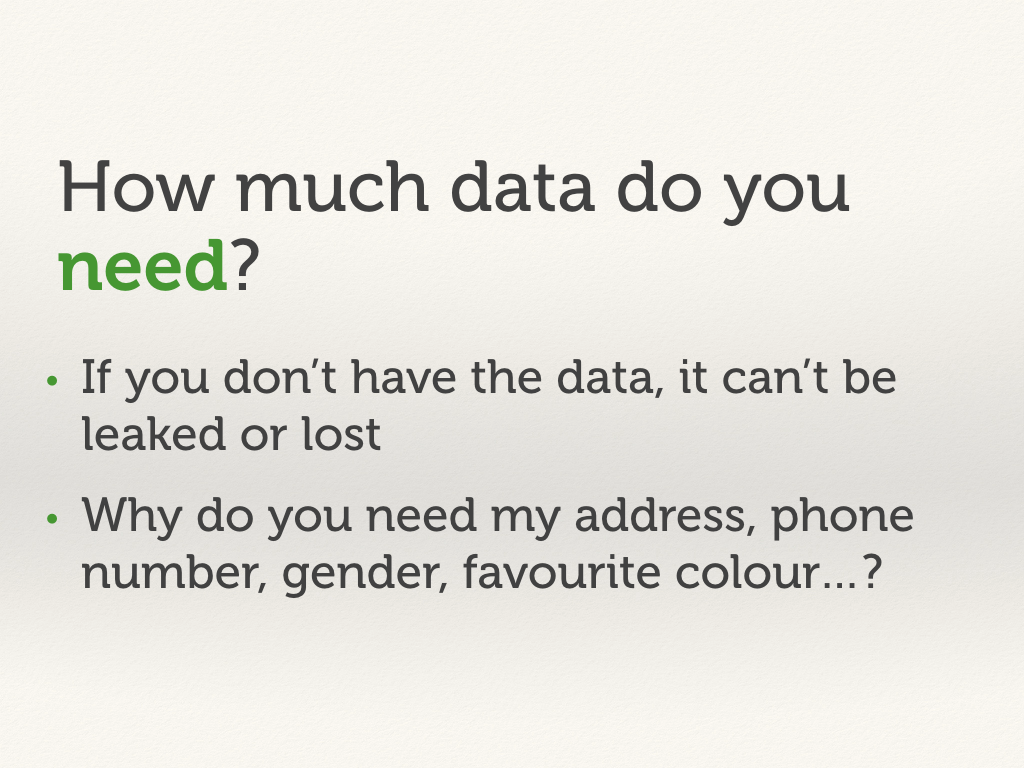 How much data do you
need?
• If you don’t have the data, it can’t be
leaked or lost
• Why do you need my address, phone
number, gender, favourite colour…?